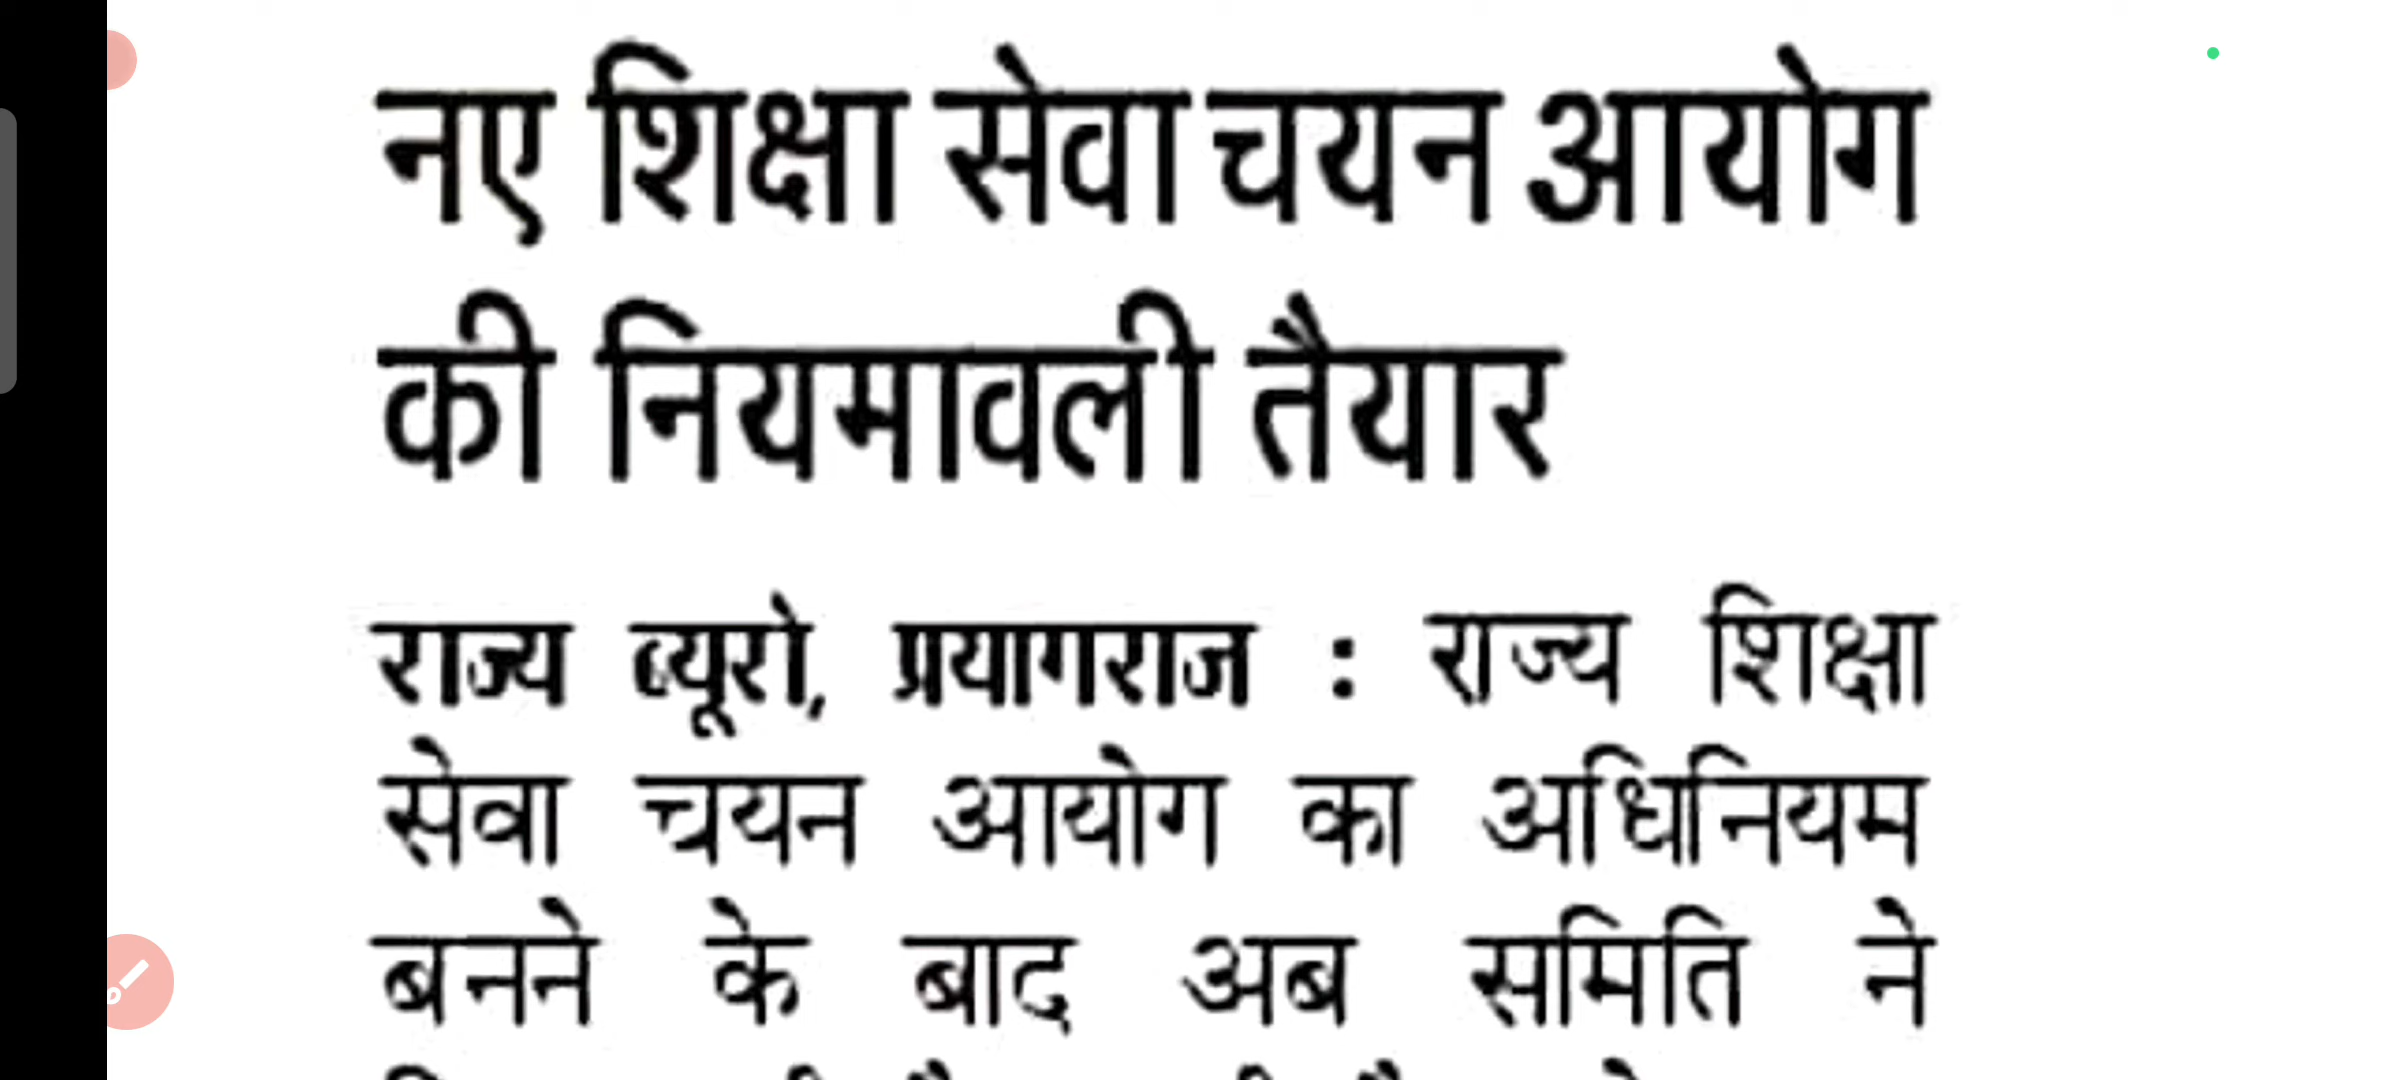 नए शिक्षा सेवा चयन आयोग
की नियमावली तैयार
राज्य ब्यूरो, प्रयागराज : राज्य शिक्षा
सेवा चयन आयोग का अधिनियम
बनने के बाद अब समिति ने